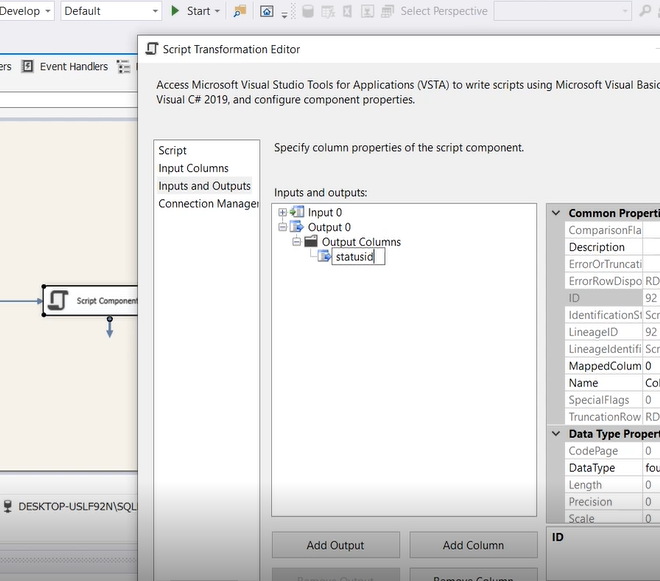 Develop
Default
Start
Select Perspective
ers
Event Handlers
Script Transformation Editor
Access Microsoft Visual Studio Tools for Applications (VSTA) to write scripts using Microsoft Visual Basic
Visual C# 2019, and configure component properties.
Script
Input Columns
Inputs and Outputs
Connection Manager
Specify column properties of the script component.
Inputs and outputs:
Input 0
Output 0
Output Columns
statusid
Script Component
Common Properti
ComparisonFla
Description
ErrorOrTruncati
ErrorRowDispo RD
ID 92
IdentificationSt Scr
LineageID 92
LineageIdentifi Scr
MappedColum 0
Name Col
SpecialFlags 0
TruncationRow RD
Data Type Propert
CodePage 0
DataType fou
Length 0
Precision 0
Scale 0
DESKTOP-USLF92N\SQL
Add Output
Add Column
ID
Remove Output
Remove Column